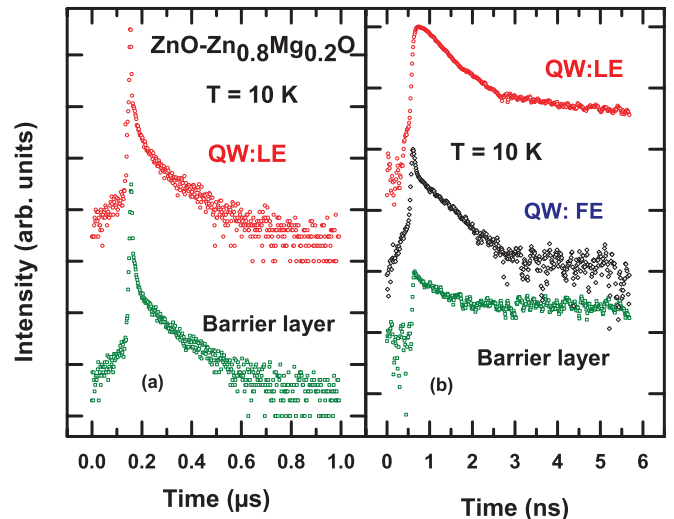 ZnO-Zn0.8Mg0.2O
T = 10 K
QW:LE
Barrier layer
(a)
0.0 0.2 0.4 0.6 0.8 1.0
Time (µs)
Intensity (arb. units)
QW:LE
T = 10 K
QW: FE
Barrier layer
(b)
0 1 2 3 4 5 6
Time (ns)